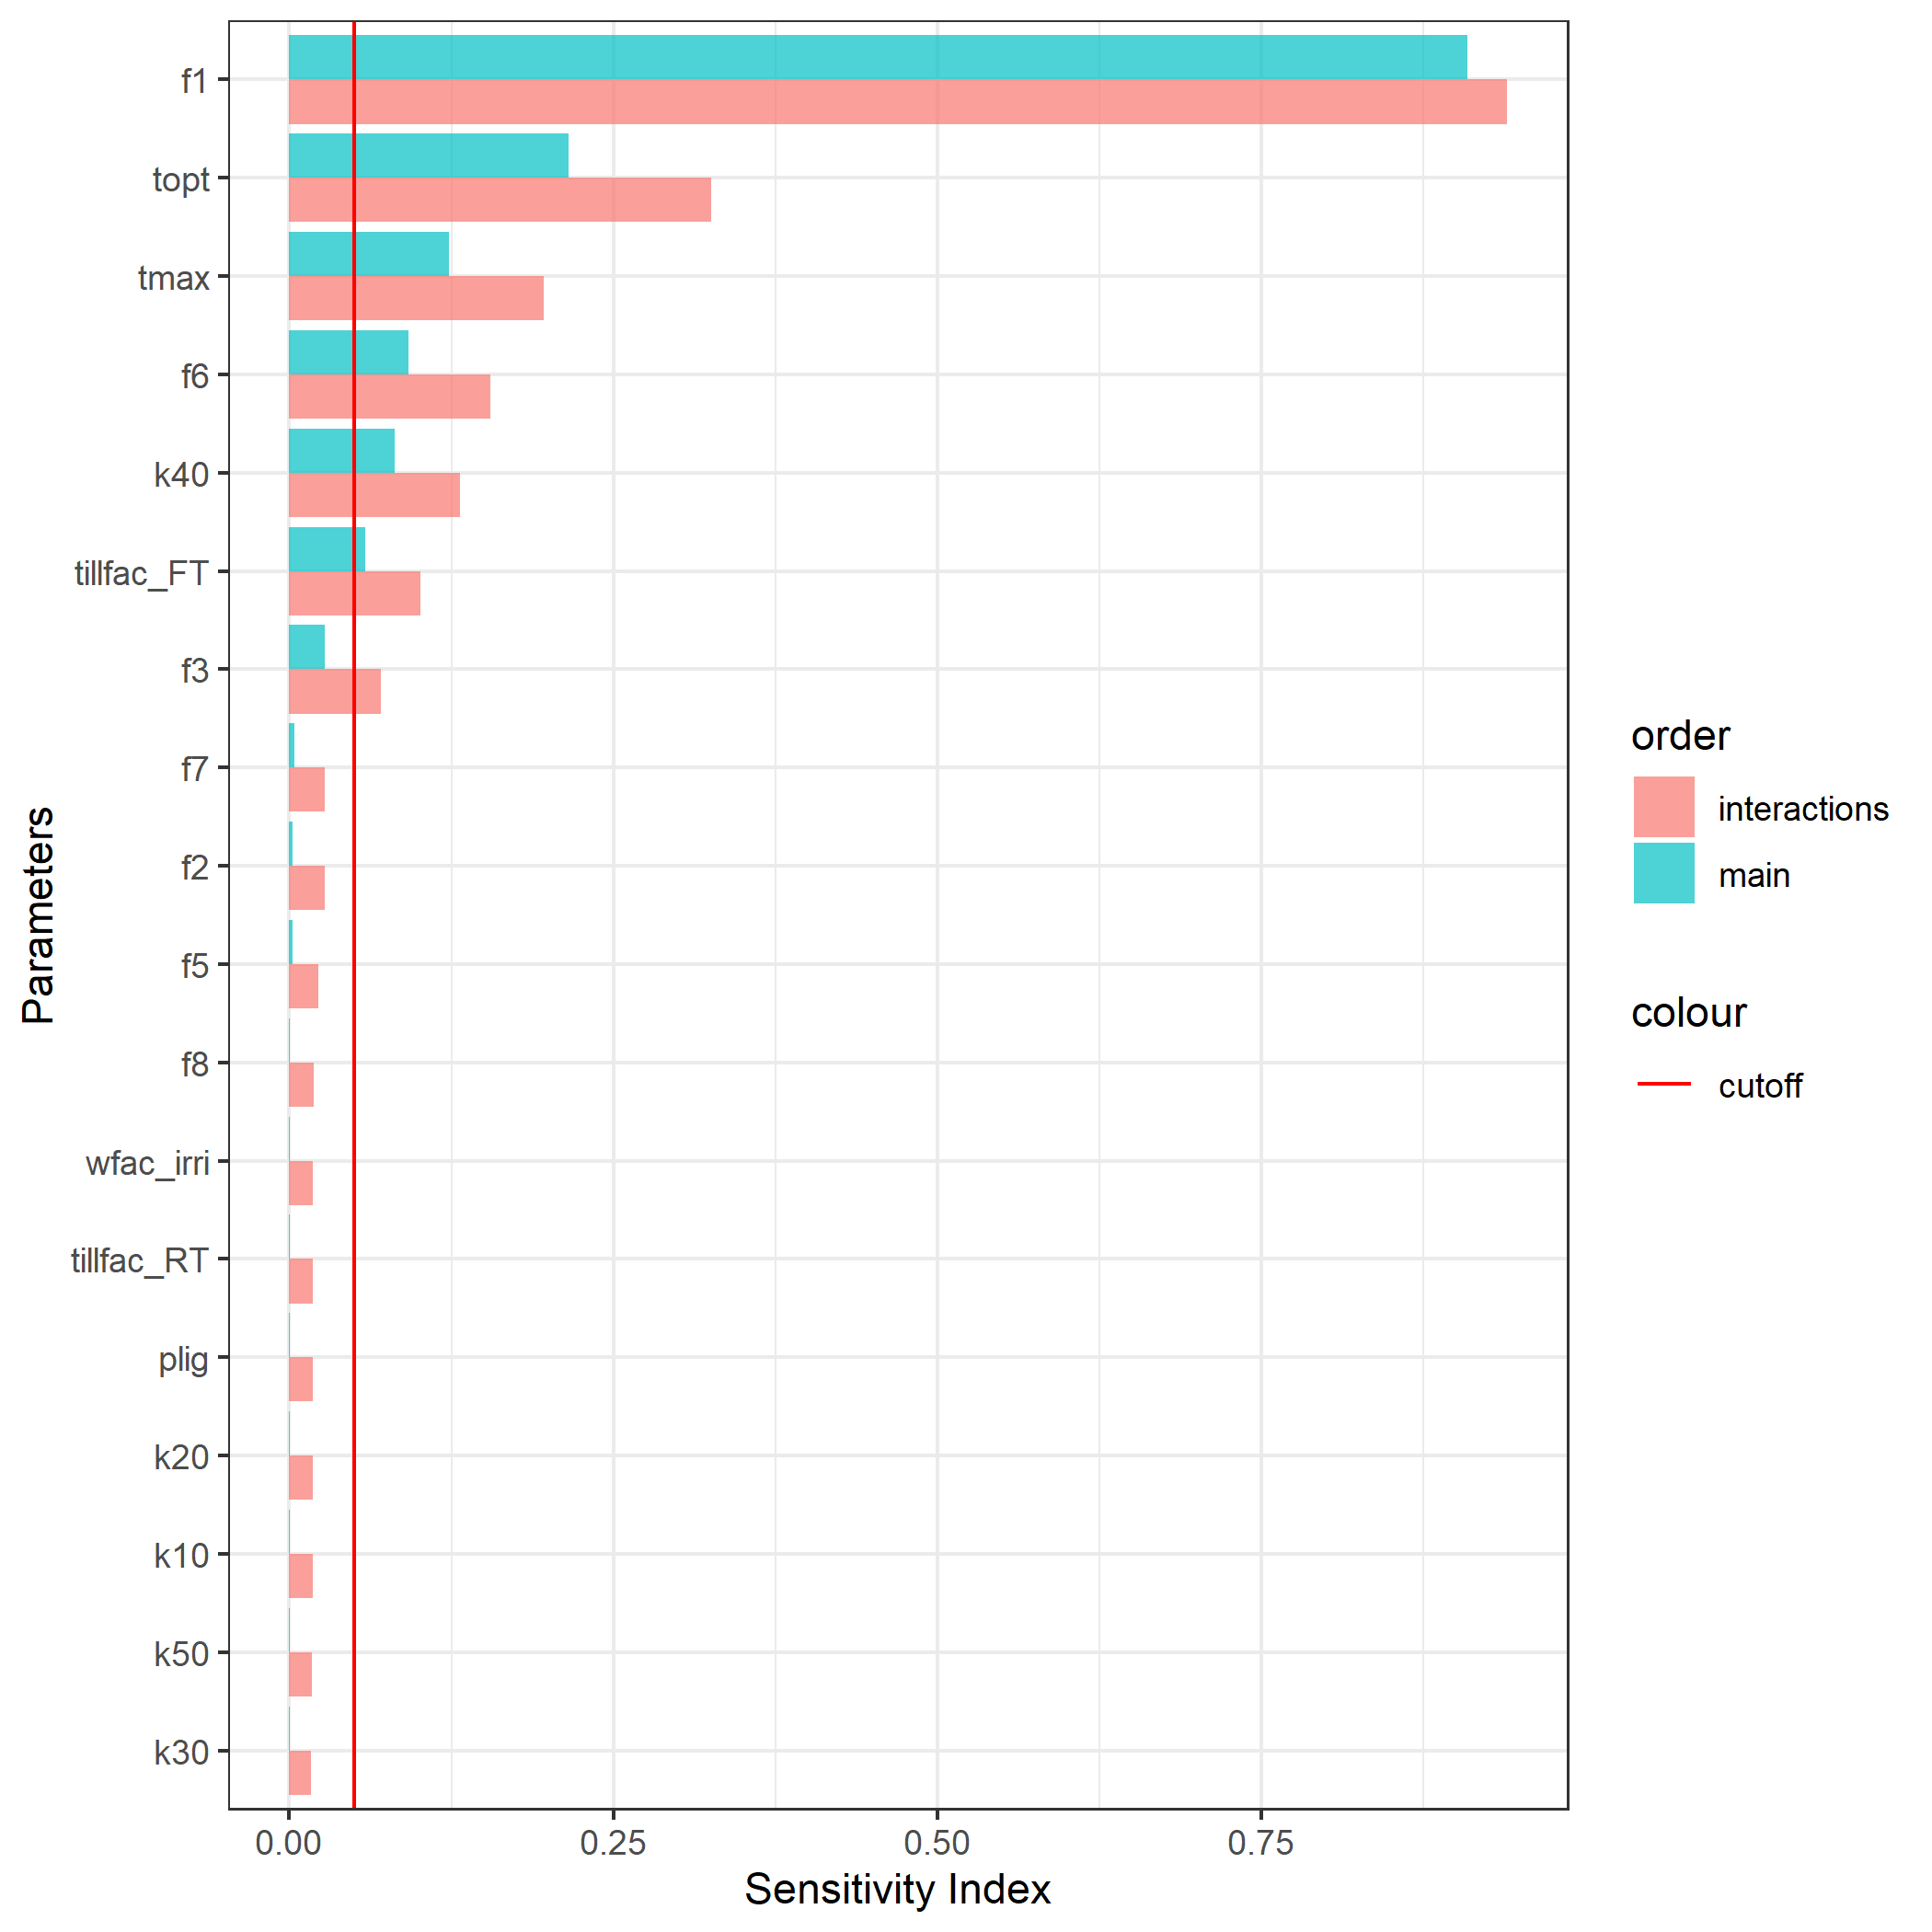 f1
topt
tmax
f6
k40
tillfac_FT
f3
f7
f2
f5
f8
wfac_irri
tillfac_RT
plig
k20
k10
k50
k30
Parameters
0.00 0.25 0.50 0.75
Sensitivity Index
order
interactions
main
colour
cutoff